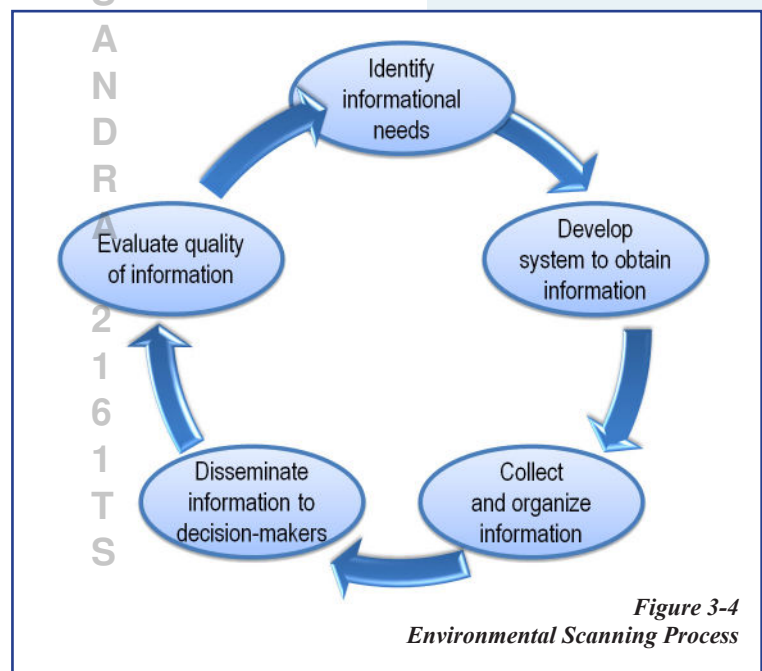 Identify
informational
needs
Develop
system to obtain
information
Collect
and organize
information
Disseminate
information to
decision-makers
Evaluate quality
of information
Figure 3-4
Environmental Scanning Process
A
N
D
R
A
2
1
6
1
T
S